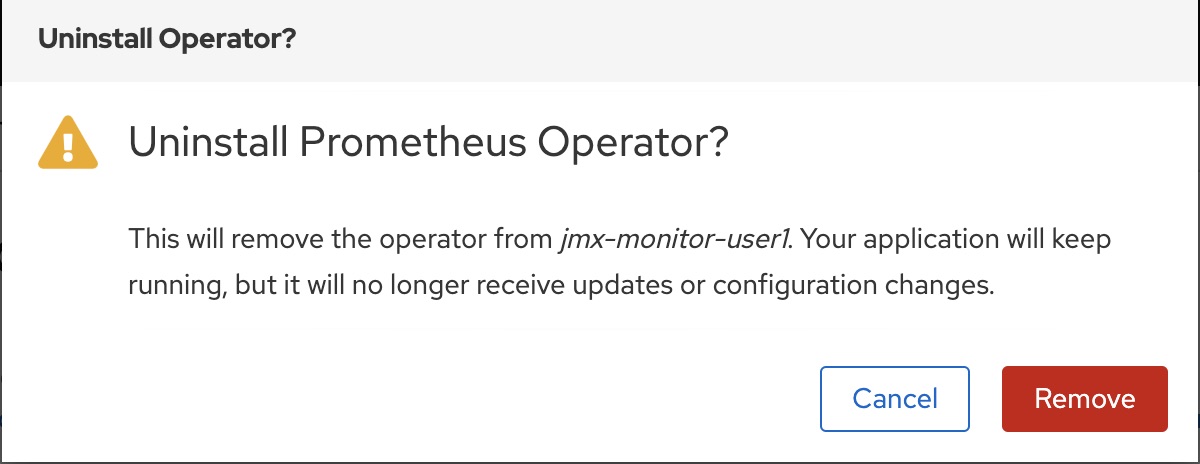 Uninstall Operator?
Uninstall Prometheus Operator?
This will remove the operator from jmx-monitor-user1. Your application will keep
running, but it will no longer receive updates or configuration changes.
Cancel Remove